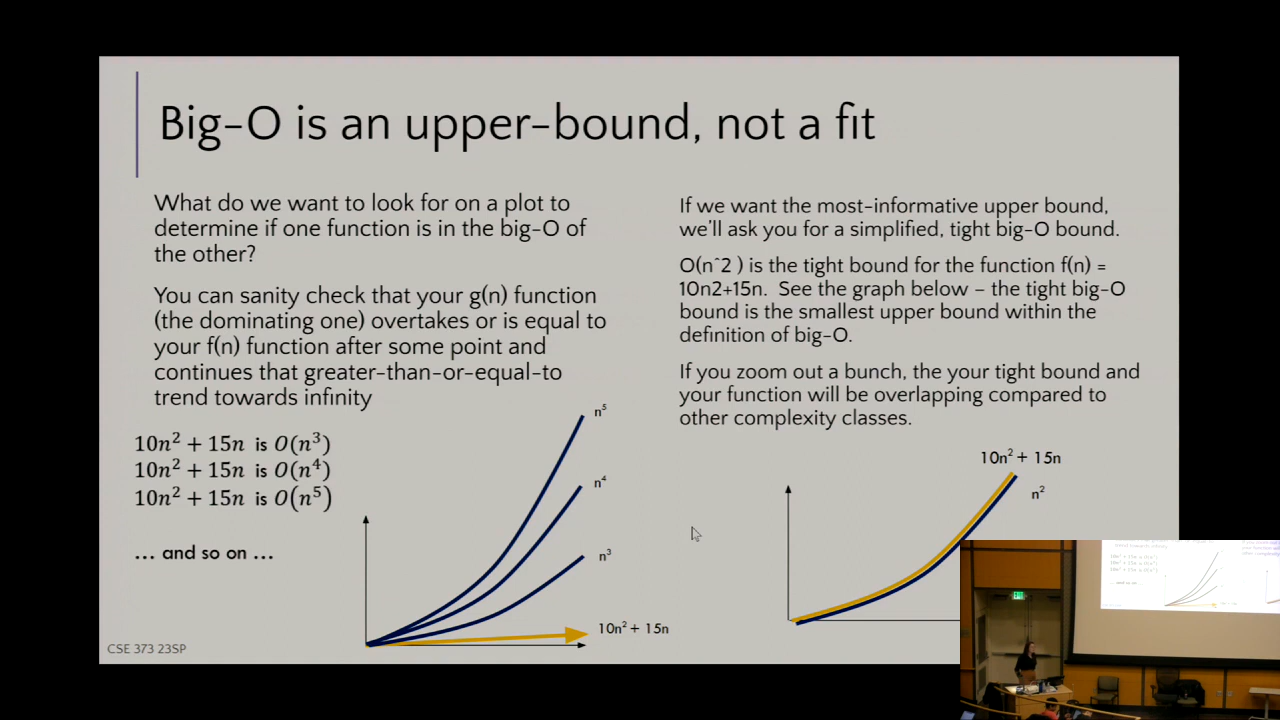 Big-O is an upper-bound, not a fit
What do we want to look for on a plot to
determine if one function is in the big-O of
the other?
You can sanity check that your g(n) function
(the dominating one) overtakes or is equal to
your f(n) function after some point and
continues that greater-than-or-equal-to
trend towards infinity
10n² + 15n is O(n³)
10n² + 15n is O(n⁴)
10n² + 15n is O(n⁵)
... and so on ...
n⁵
n⁴
n³
10n² + 15n
If we want the most-informative upper bound,
we'll ask you for a simplified, tight big-O bound.
O(n^2 ) is the tight bound for the function f(n) =
10n2+15n. See the graph below – the tight big-O
bound is the smallest upper bound within the
definition of big-O.
If you zoom out a bunch, the your tight bound and
your function will be overlapping compared to
other complexity classes.
10n² + 15n
n²
CSE 373 23SP